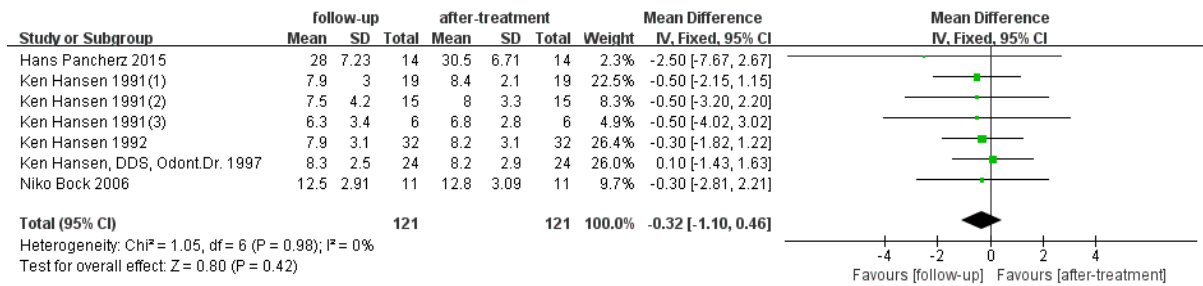 follow-up after-treatment Mean Difference Mean Difference
Study or Subgroup Mean SD Total Mean SD Total Weight IV, Fixed, 95% CI IV, Fixed, 95% CI
Hans Pancherz 2015 28 7.23 14 30.5 6.71 14 2.3% -2.50 [-7.67, 2.67]
Ken Hansen 1991(1) 7.9 3 19 8.4 2.1 19 22.5% -0.50 [-2.15, 1.15]
Ken Hansen 1991(2) 7.5 4.2 15 8 3.3 15 8.3% -0.50 [-3.20, 2.20]
Ken Hansen 1991(3) 6.3 3.4 6 6.8 2.8 6 4.9% -0.50 [-4.02, 3.02]
Ken Hansen 1992 7.9 3.1 32 8.2 3.1 32 26.4% -0.30 [-1.82, 1.22]
Ken Hansen, DDS, Odont.Dr. 1997 8.3 2.5 24 8.2 2.9 24 26.0% 0.10 [-1.43, 1.63]
Niko Bock 2006 12.5 2.91 11 12.8 3.09 11 9.7% -0.30 [-2.81, 2.21]
Total (95% CI) 121 121 100.0% -0.32 [-1.10, 0.46]
Heterogeneity: Chi² = 1.05, df = 6 (P = 0.98); I² = 0%
Test for overall effect: Z = 0.80 (P = 0.42)
-4 -2 0 2 4
Favours [follow-up] Favours [after-treatment]